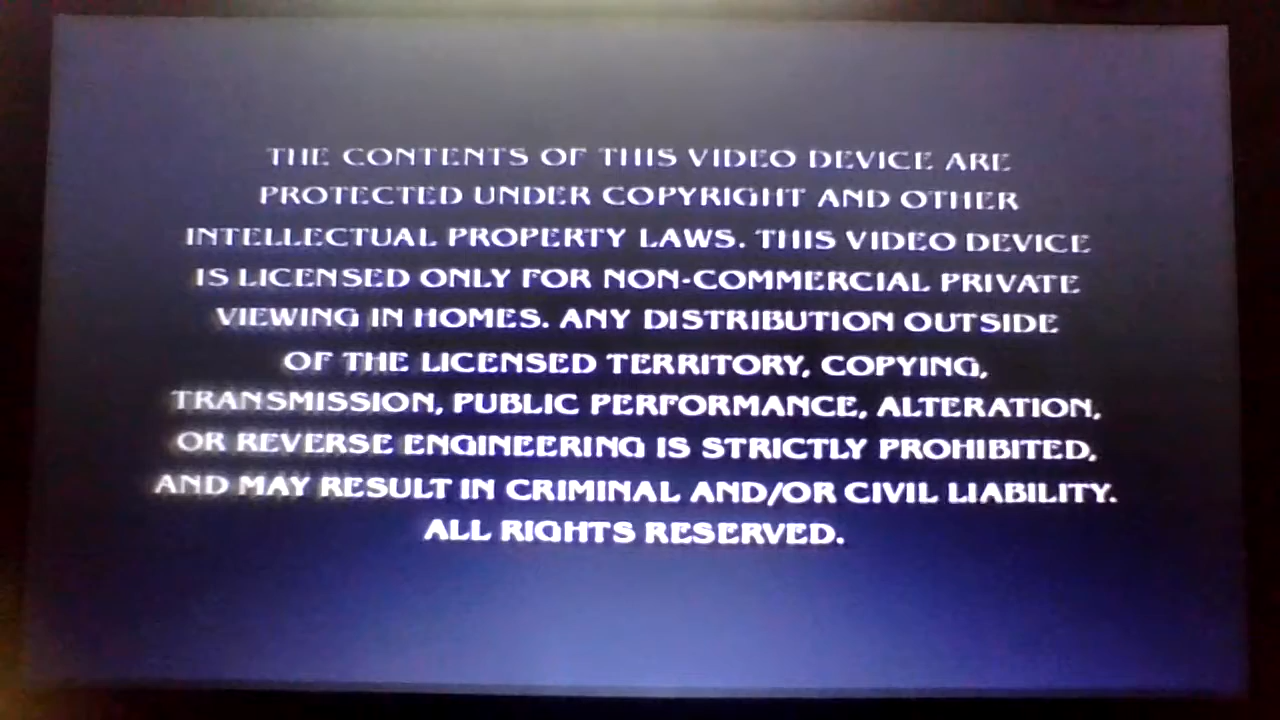 THE CONTENTS OF THIS VIDEO DEVICE ARE
PROTECTED UNDER COPYRIGHT AND OTHER
INTELLECTUAL PROPERTY LAWS. THIS VIDEO DEVICE
IS LICENSED ONLY FOR NON-COMMERCIAL PRIVATE
VIEWING IN HOMES. ANY DISTRIBUTION OUTSIDE
OF THE LICENSED TERRITORY, COPYING,
TRANSMISSION, PUBLIC PERFORMANCE, ALTERATION,
OR REVERSE ENGINEERING IS STRICTLY PROHIBITED,
AND MAY RESULT IN CRIMINAL AND/OR CIVIL LIABILITY.
ALL RIGHTS RESERVED.